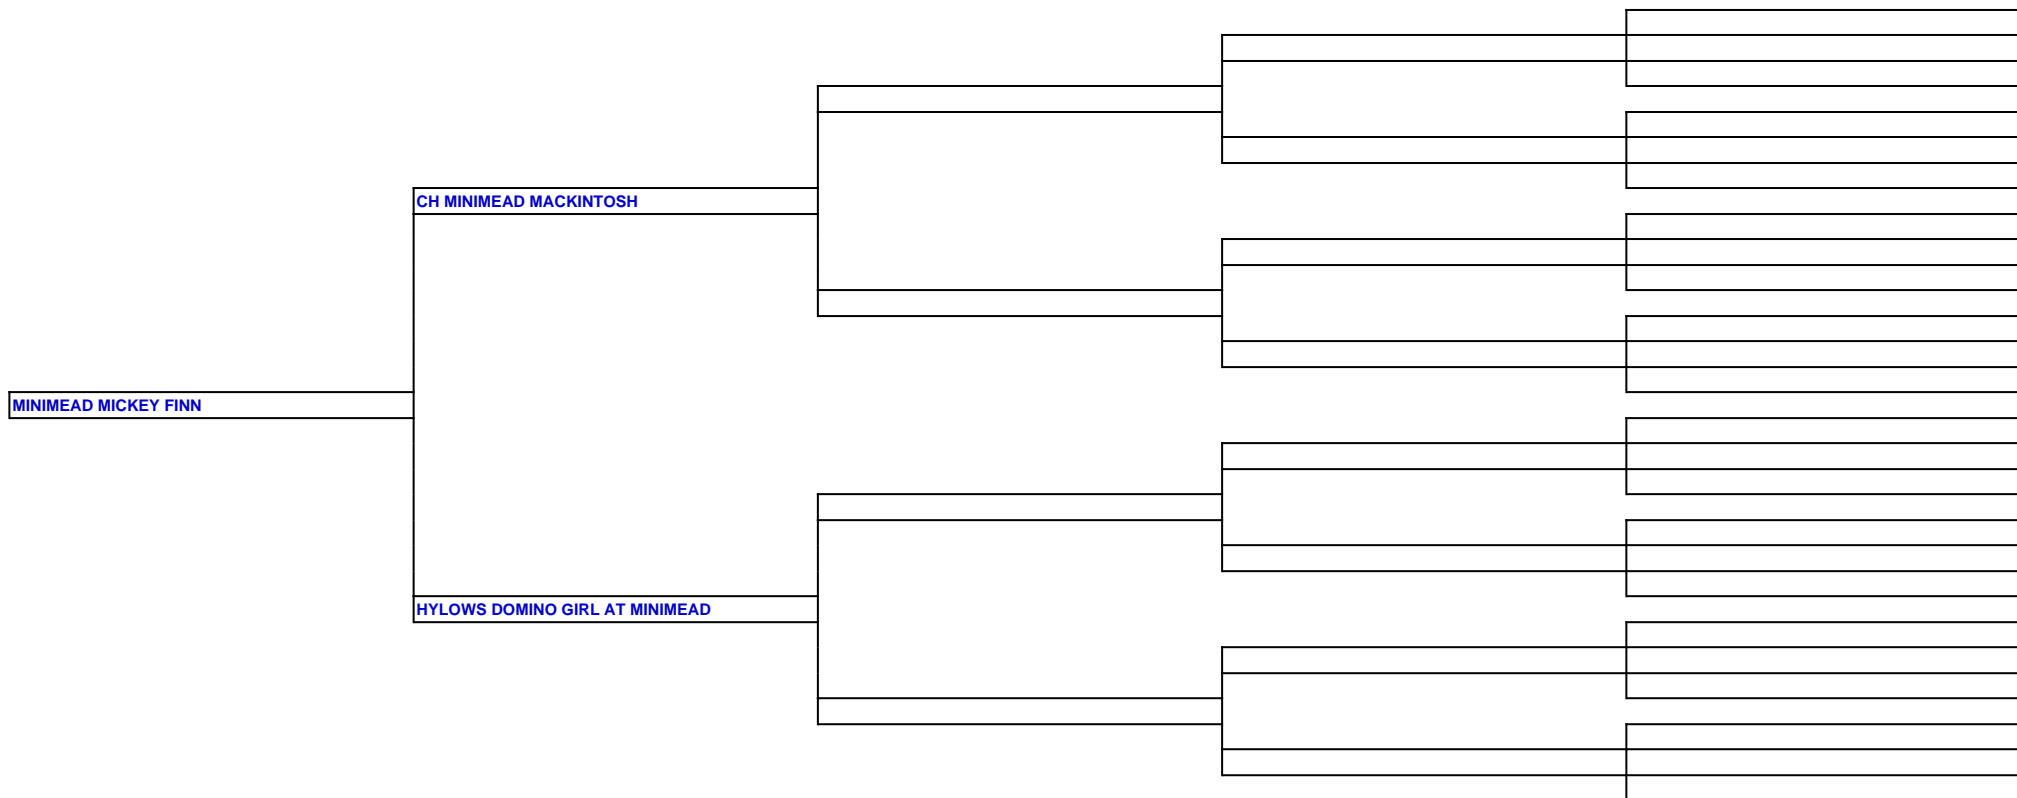 CH MINIMEAD MACKINTOSH
MINIMEAD MICKEY FINN
HYLOWS DOMINO GIRL AT MINIMEAD